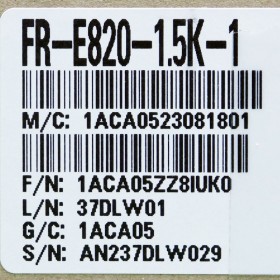 FR-E820-1.5K-1
M/C: 1ACA0523081801
F/N: 1ACA05ZZ8IUK0
L/N: 37DLW01
G/C: 1ACA05
S/N: AN237DLW029